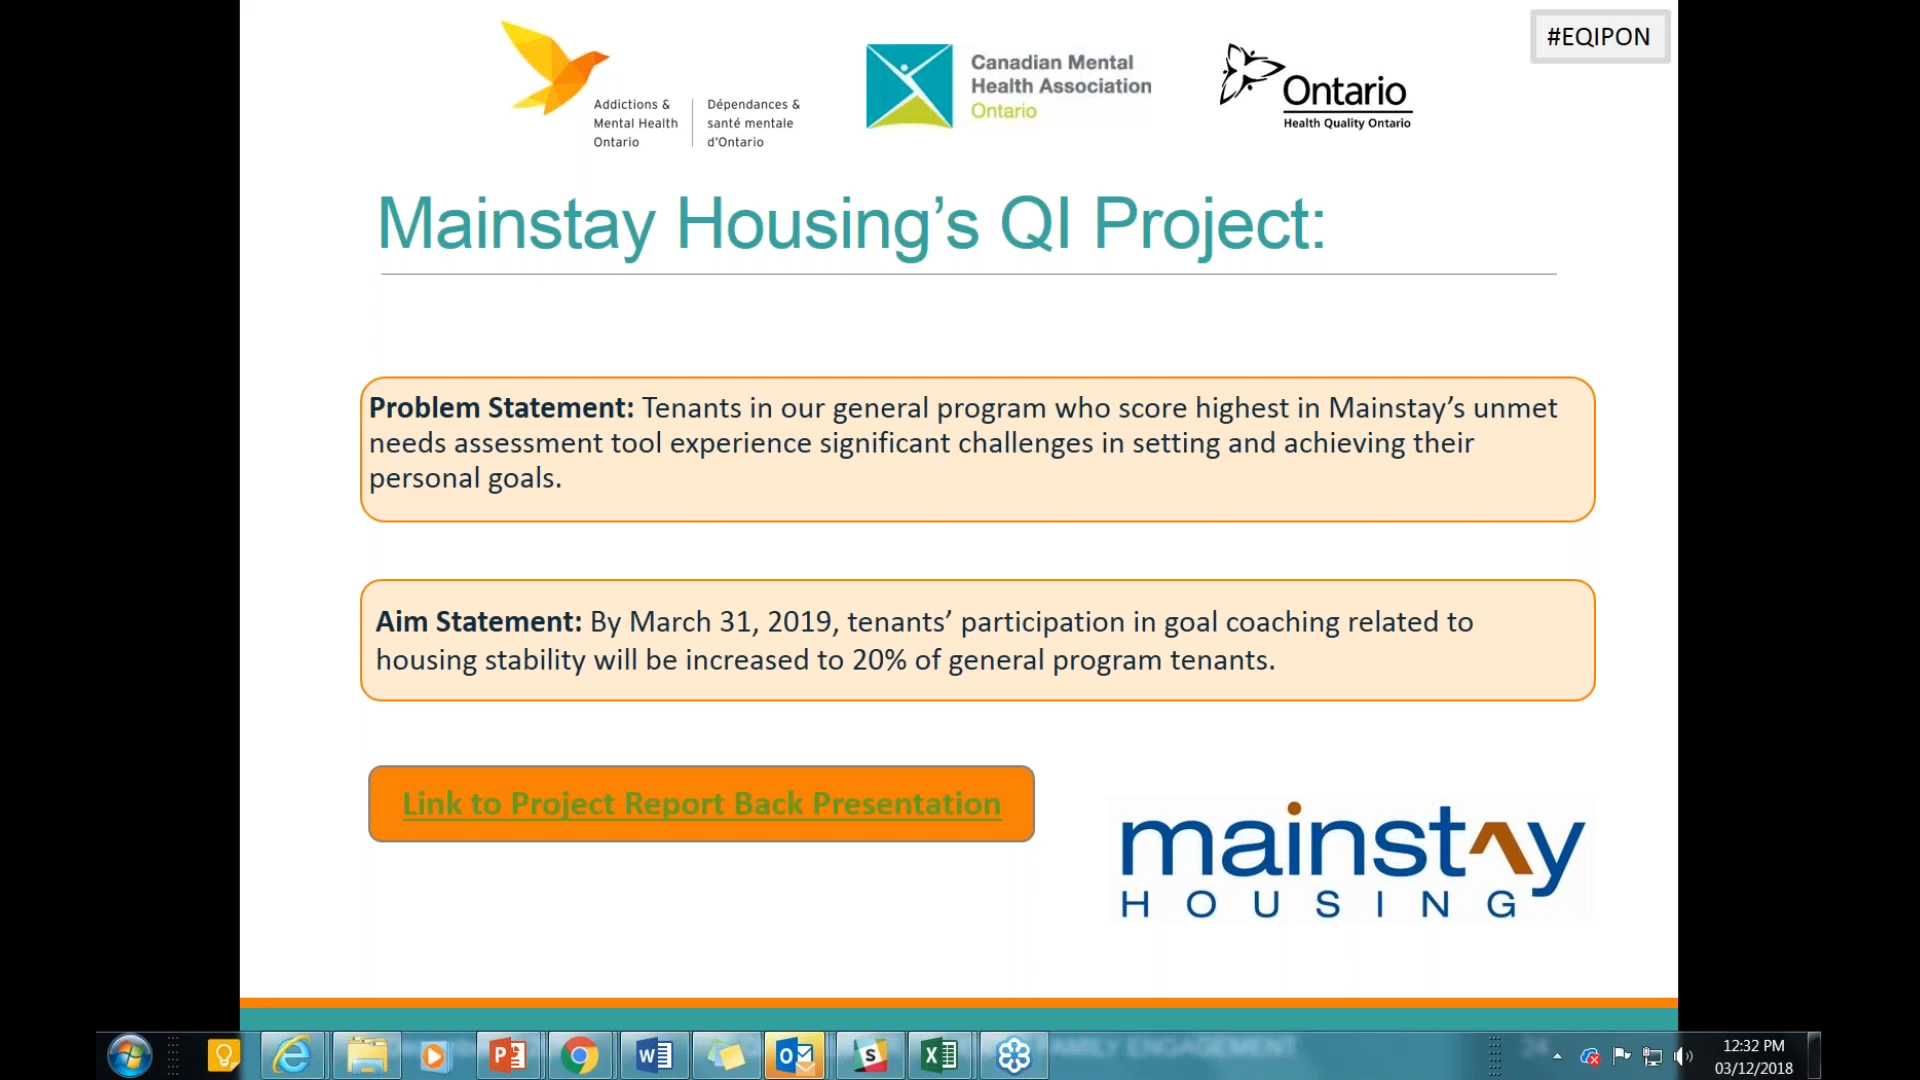 #EQIPON
Addictions &
Mental Health
Ontario
Dépendances &
santé mentale
d'Ontario
Canadian Mental
Health Association
Ontario
Ontario
Health Quality Ontario
Mainstay Housing’s QI Project:
Problem Statement: Tenants in our general program who score highest in Mainstay’s unmet
needs assessment tool experience significant challenges in setting and achieving their
personal goals.
Aim Statement: By March 31, 2019, tenants’ participation in goal coaching related to
housing stability will be increased to 20% of general program tenants.
Link to Project Report Back Presentation
mainstay
HOUSING
AMILY ENGAGEMENT
24
12:32 PM
03/12/2018